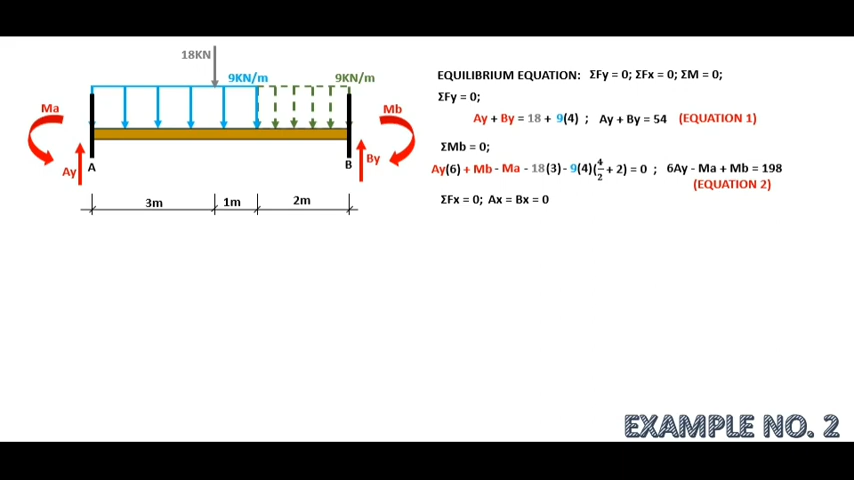 18KN
9KN/m
9KN/m
Ma
Mb
Ay
A
B
By
3m
1m
2m
EQUILIBRIUM EQUATION: ΣFy = 0; ΣFx = 0; ΣM = 0;
ΣFy = 0;
Ay + By = 18 + 9(4) ; Ay + By = 54 (EQUATION 1)
ΣMb = 0;
Ay(6) + Mb - Ma - 18(3) - 9(4)(4/2 + 2) = 0 ; 6Ay - Ma + Mb = 198
(EQUATION 2)
ΣFx = 0; Ax = Bx = 0
EXAMPLE NO. 2